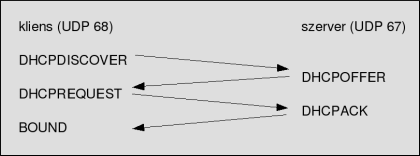 kliens (UDP 68) szerver (UDP 67)
DHCPDISCOVER
DHCPOFFER
DHCPREQUEST
DHCPACK
BOUND